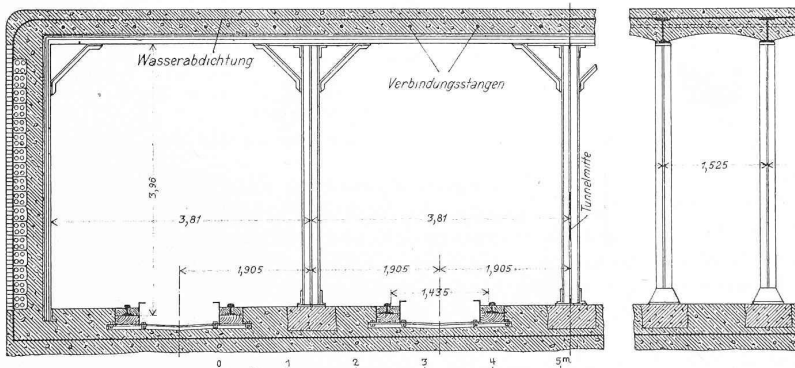 Wasserabdichtung
Verbindungsstangen
3,96
1,525
Tunnelmitte
3,81 3,81
1,905 1,905 1,905
1,435
0 1 2 3 4 5m